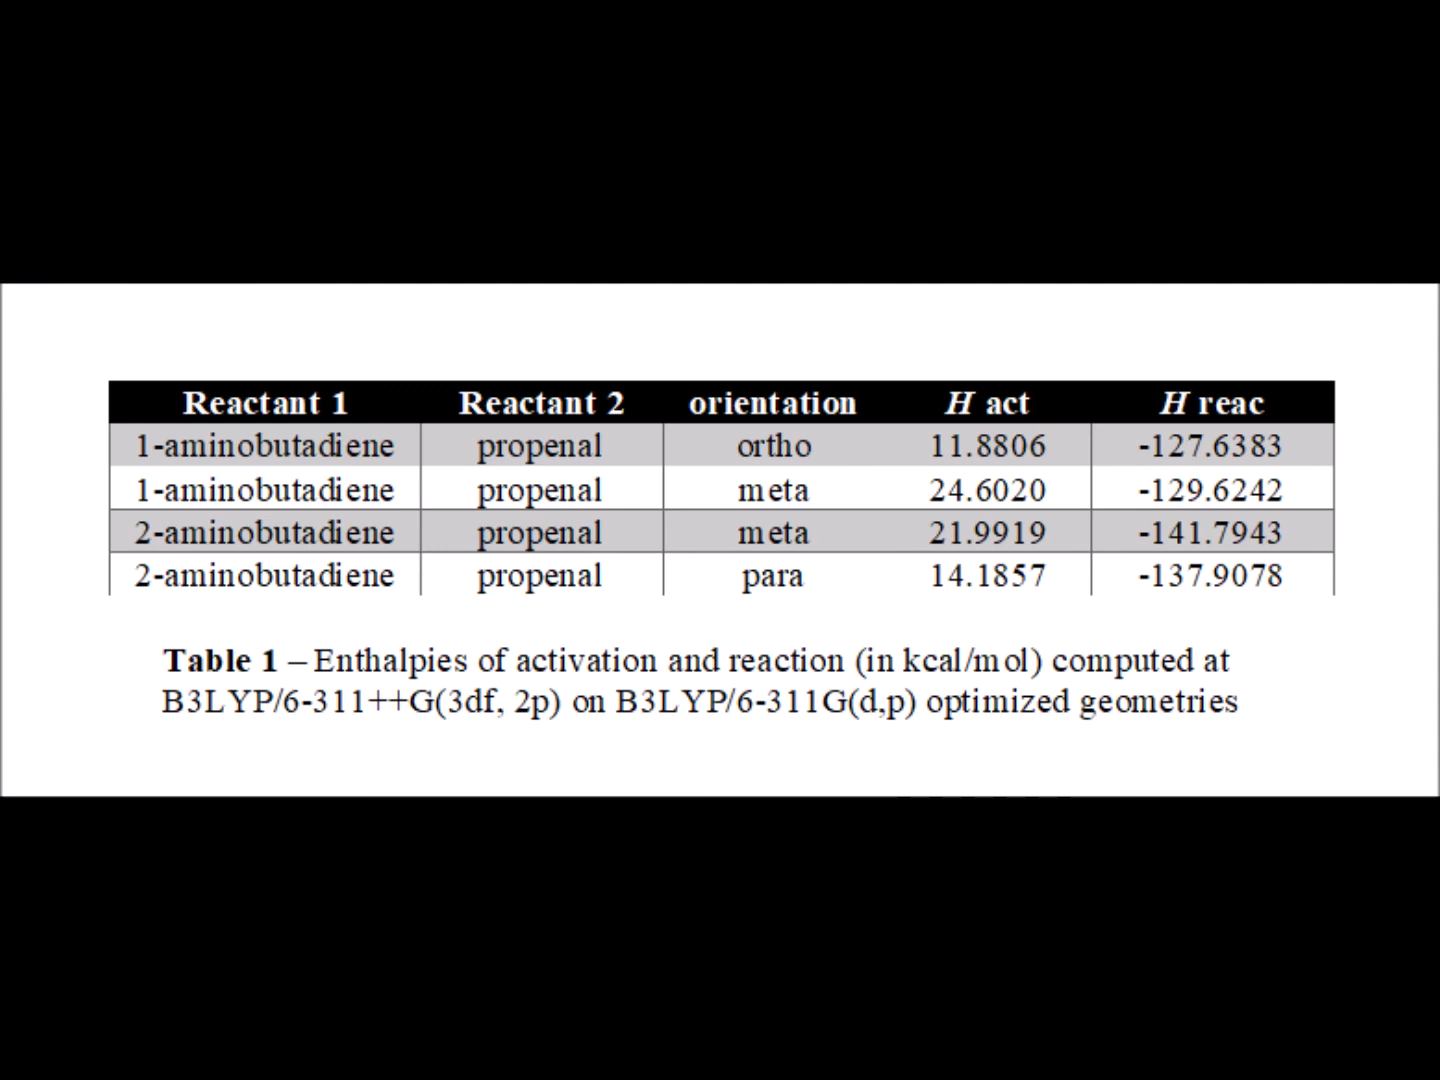 Reactant 1 Reactant 2 orientation H act H reac
1-aminobutadiene propenal ortho 11.8806 -127.6383
1-aminobutadiene propenal meta 24.6020 -129.6242
2-aminobutadiene propenal meta 21.9919 -141.7943
2-aminobutadiene propenal para 14.1857 -137.9078
Table 1 – Enthalpies of activation and reaction (in kcal/mol) computed at
B3LYP/6-311++G(3df, 2p) on B3LYP/6-311G(d,p) optimized geometries